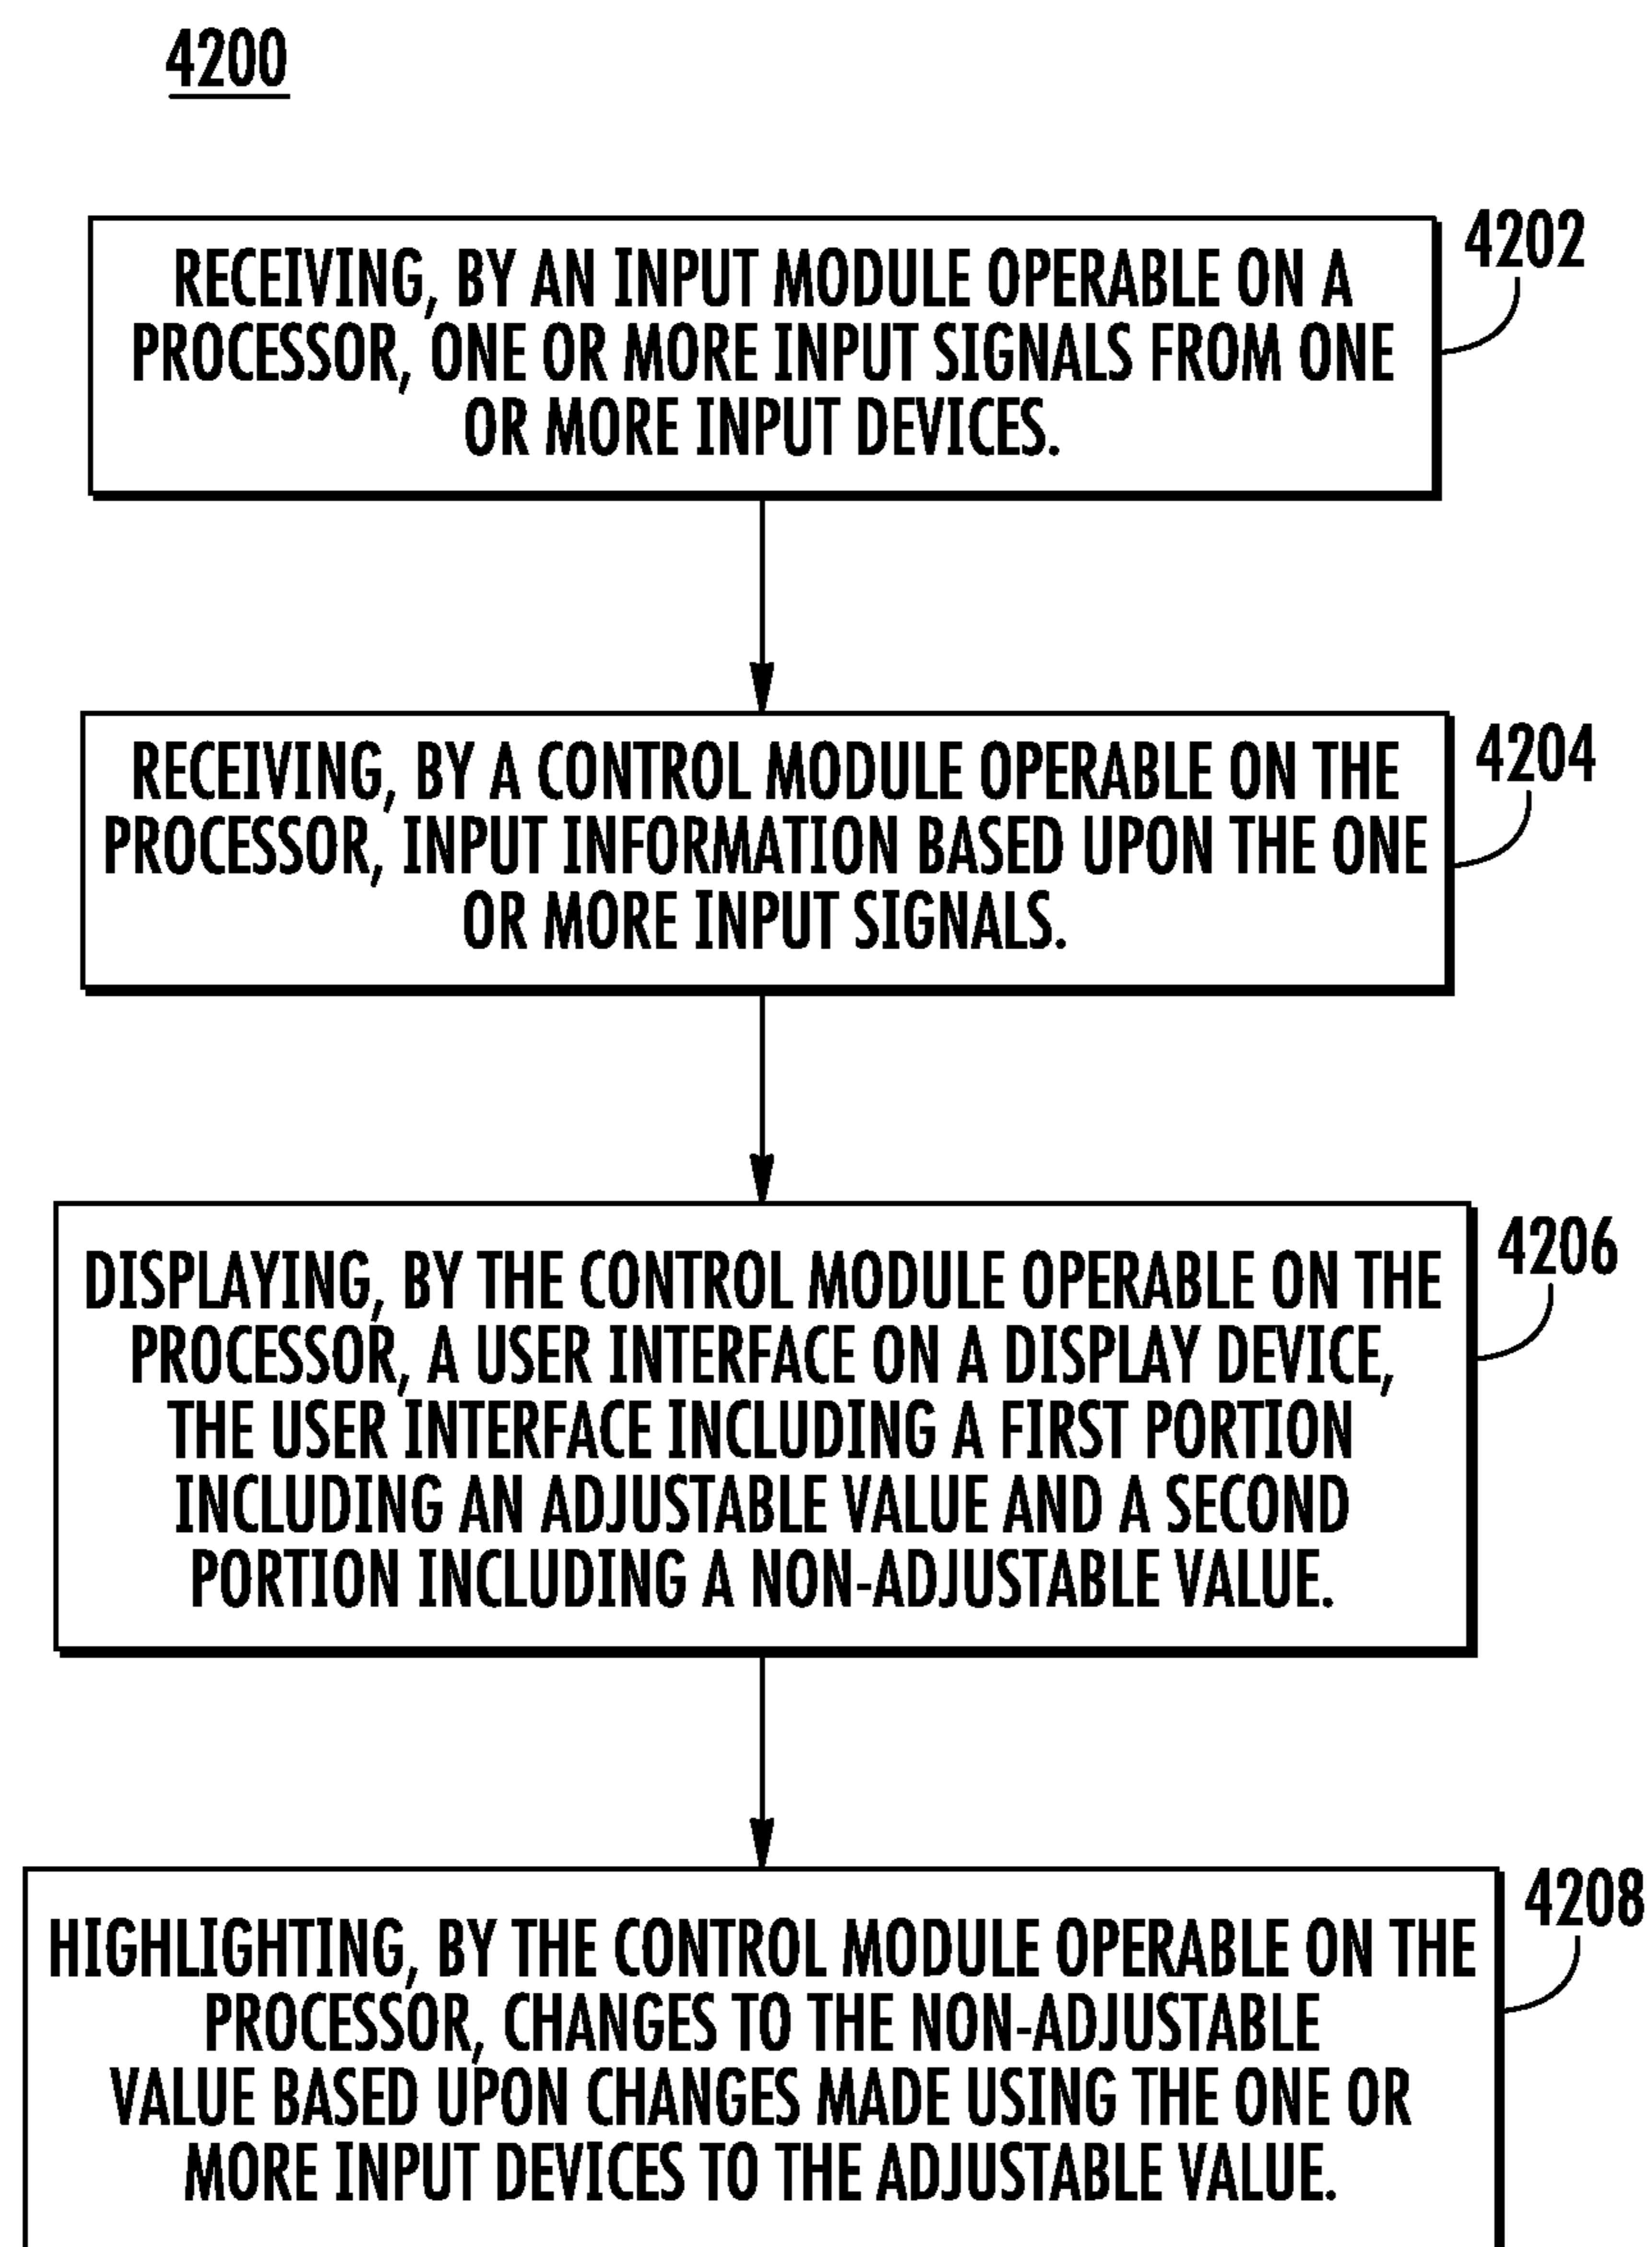 4200
4202
RECEIVING, BY AN INPUT MODULE OPERABLE ON A
PROCESSOR, ONE OR MORE INPUT SIGNALS FROM ONE
OR MORE INPUT DEVICES.
4204
RECEIVING, BY A CONTROL MODULE OPERABLE ON THE
PROCESSOR, INPUT INFORMATION BASED UPON THE ONE
OR MORE INPUT SIGNALS.
4206
DISPLAYING, BY THE CONTROL MODULE OPERABLE ON THE
PROCESSOR, A USER INTERFACE ON A DISPLAY DEVICE,
THE USER INTERFACE INCLUDING A FIRST PORTION
INCLUDING AN ADJUSTABLE VALUE AND A SECOND
PORTION INCLUDING A NON-ADJUSTABLE VALUE.
4208
HIGHLIGHTING, BY THE CONTROL MODULE OPERABLE ON THE
PROCESSOR, CHANGES TO THE NON-ADJUSTABLE
VALUE BASED UPON CHANGES MADE USING THE ONE OR
MORE INPUT DEVICES TO THE ADJUSTABLE VALUE.